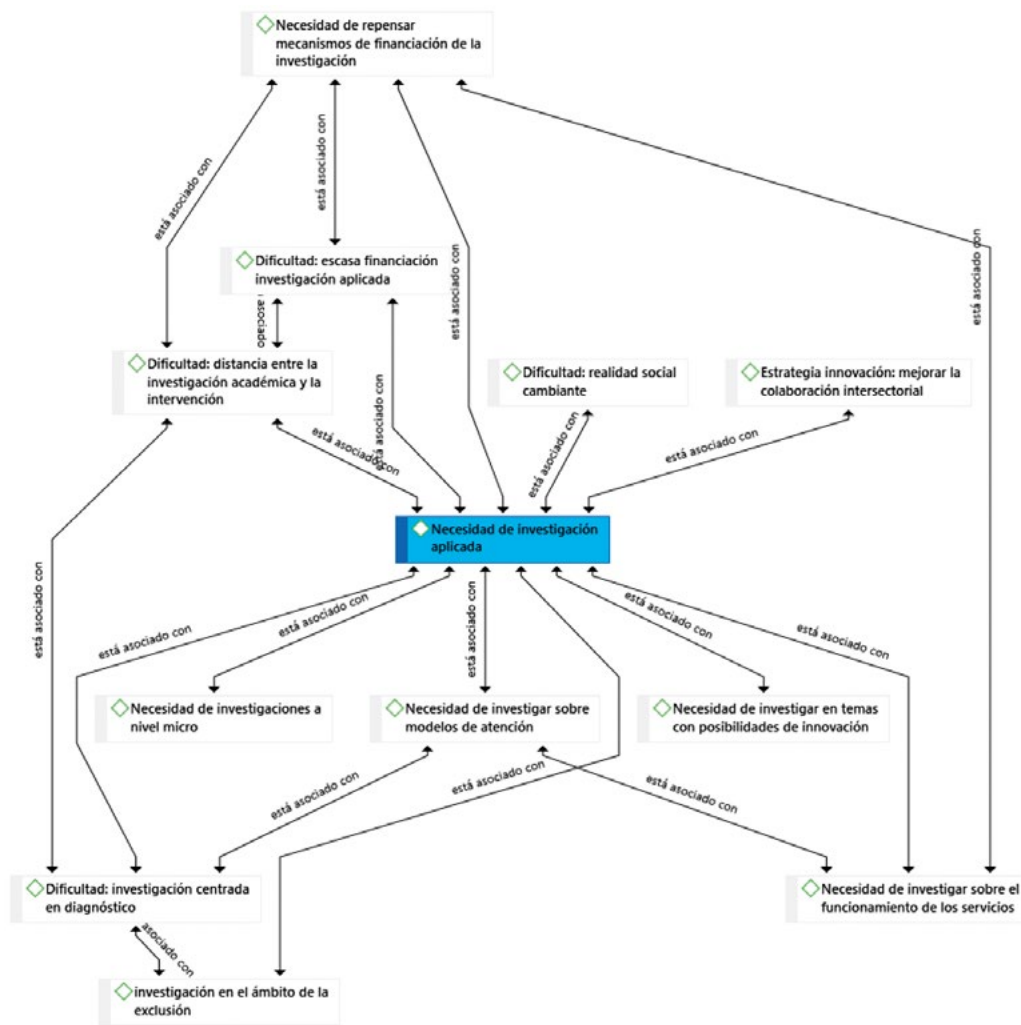 Necesidad de repensar
mecanismos de financiación de la
investigación
está asociado con
está asociado con
está asociado con
está asociado con
Dificultad: escasa financiación
investigación aplicada
asociado
Dificultad: distancia entre la
investigación académica y la
intervención
Dificultad: realidad social
cambiante
Estrategia innovación: mejorar la
colaboración intersectorial
está asociado con
está asociado con
está asociado con
está asociado con
Necesidad de investigación
aplicada
está asociado con
está asociado con
está asociado con
está asociado con
está asociado con
está asociado con
Necesidad de investigaciones a
nivel micro
Necesidad de investigar sobre
modelos de atención
Necesidad de investigar en temas
con posibilidades de innovación
está asociado con
está asociado con
está asociado con
Dificultad: investigación centrada
en diagnóstico
Necesidad de investigar sobre el
funcionamiento de los servicios
asociado con
investigación en el ámbito de la
exclusión